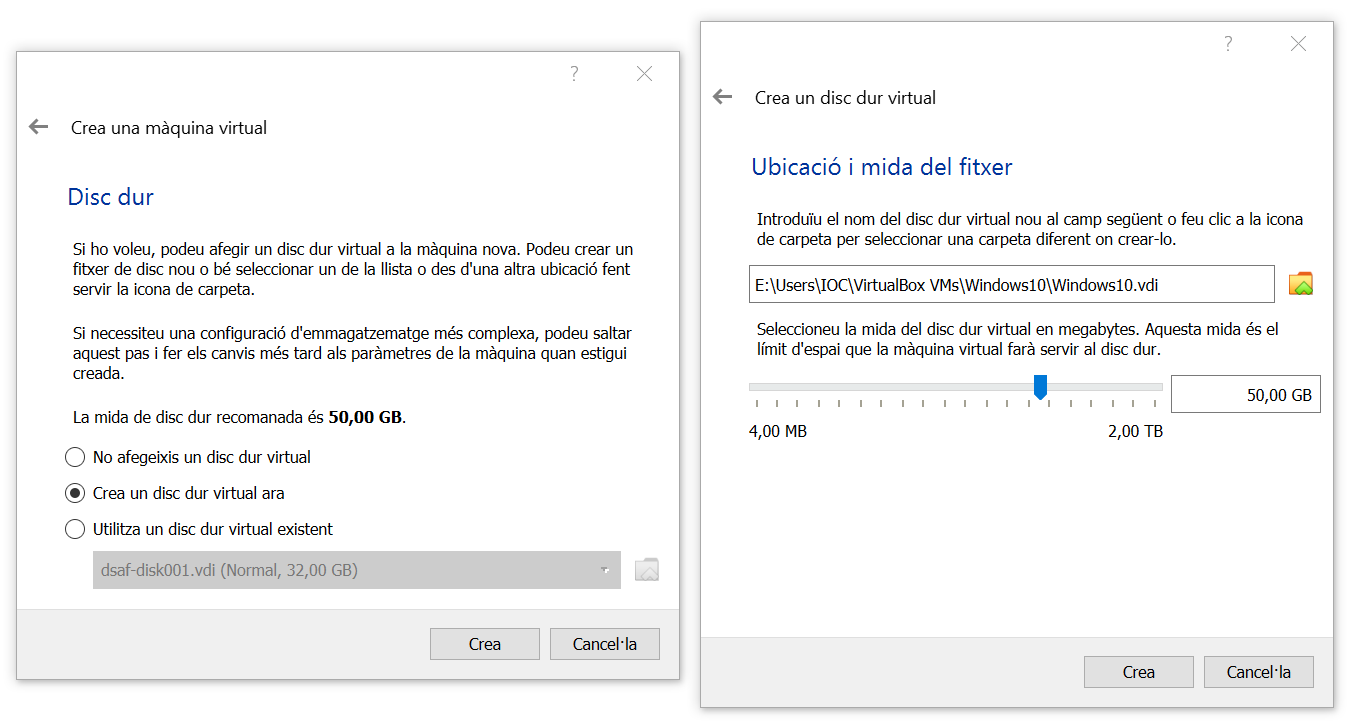 ?
Crea una màquina virtual
Disc dur
Si ho voleu, podeu afegir un disc dur virtual a la màquina nova. Podeu crear un
fitxer de disc nou o bé seleccionar un de la llista o des d'una altra ubicació fent
servir la icona de carpeta.
Si necessiteu una configuració d'emmagatzematge més complexa, podeu saltar
aquest pas i fer els canvis més tard als paràmetres de la màquina quan estigui
creada.
La mida de disc dur recomanada és 50,00 GB.
No afegeixis un disc dur virtual
Crea un disc dur virtual ara
Utilitza un disc dur virtual existent
dsaf-disk001.vdi (Normal, 32,00 GB)
Crea
Cancel·la
?
Crea un disc dur virtual
Ubicació i mida del fitxer
Introduïu el nom del disc dur virtual nou al camp següent o feu clic a la icona
de carpeta per seleccionar una carpeta diferent on crear-lo.
E:\Users\IOC\VirtualBox VMs\Windows10\Windows10.vdi
Seleccioneu la mida del disc dur virtual en megabytes. Aquesta mida és el
límit d'espai que la màquina virtual farà servir al disc dur.
50,00 GB
4,00 MB
2,00 TB
Crea
Cancel·la